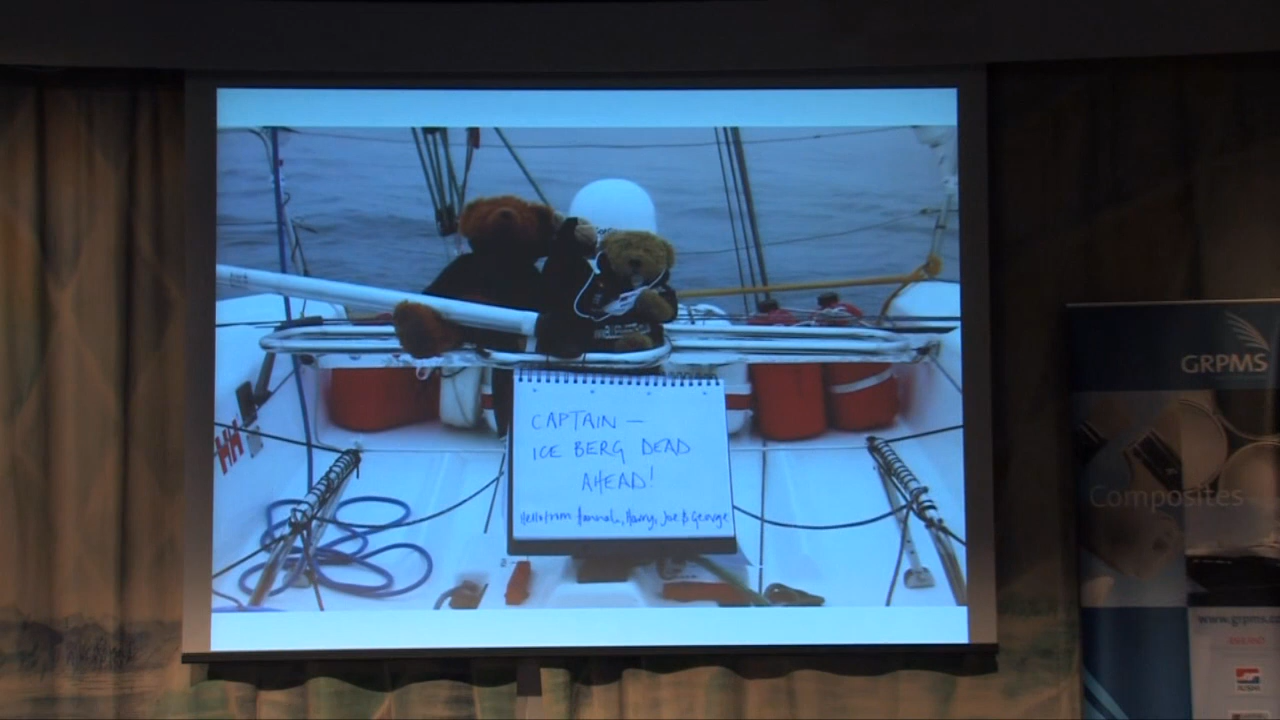 CAPTAIN —
ICE BERG DEAD
AHEAD!
Hello from Hannah, Harry, Joe & George
GRPMS
Composites
www.grpms.co